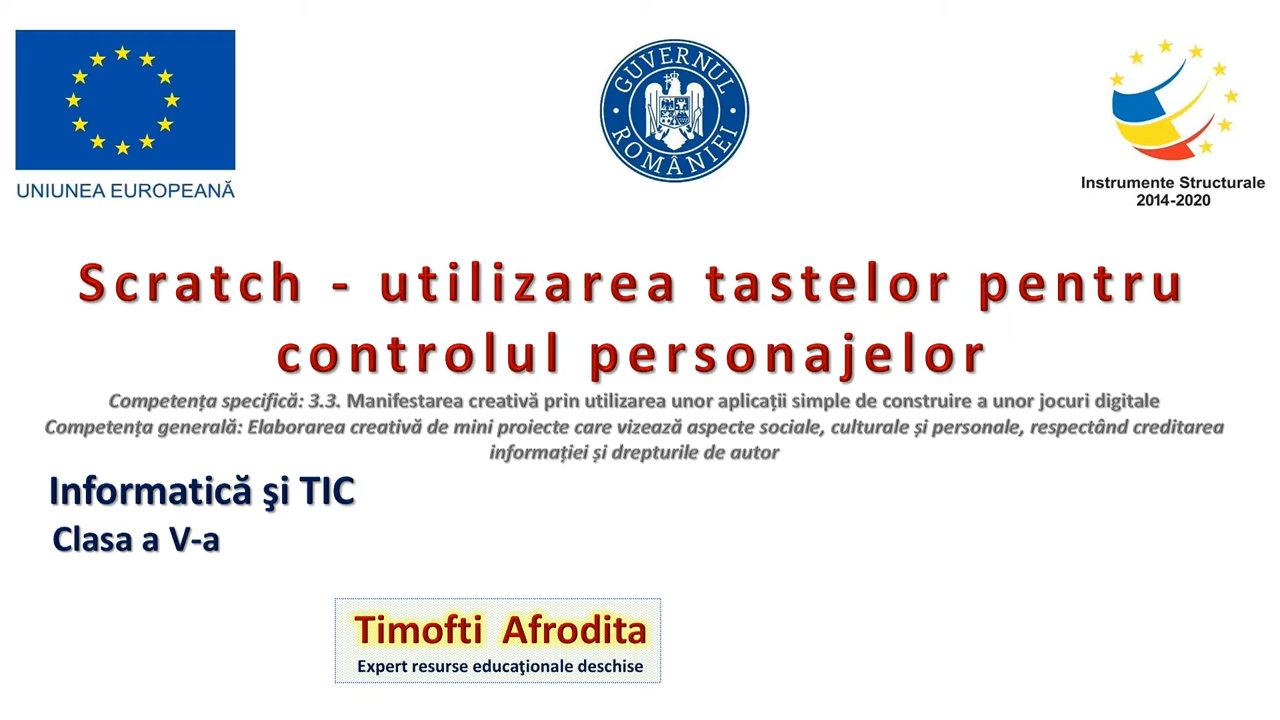 UNIUNEA EUROPEANĂ
GUVERNUL ROMÂNIEI
Instrumente Structurale
2014-2020
Scratch - utilizarea tastelor pentru
controlul personajelor
Competența specifică: 3.3. Manifestarea creativă prin utilizarea unor aplicații simple de construire a unor jocuri digitale
Competența generală: Elaborarea creativă de mini proiecte care vizează aspecte sociale, culturale și personale, respectând creditarea
informației și drepturile de autor
Informatică şi TIC
Clasa a V-a
Timofti Afrodita
Expert resurse educaţionale deschise